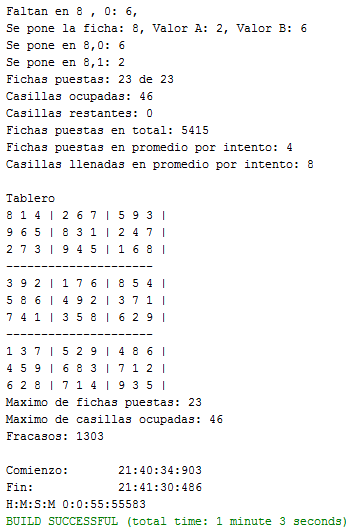 Faltan en 8 , 0: 6,
Se pone la ficha: 8, Valor A: 2, Valor B: 6
Se pone en 8,0: 6
Se pone en 8,1: 2
Fichas puestas: 23 de 23
Casillas ocupadas: 46
Casillas restantes: 0
Fichas puestas en total: 5415
Fichas puestas en promedio por intento: 4
Casillas llenadas en promedio por intento: 8
Tablero
8 1 4 | 2 6 7 | 5 9 3 |
9 6 5 | 8 3 1 | 2 4 7 |
2 7 3 | 9 4 5 | 1 6 8 |
---------------------
3 9 2 | 1 7 6 | 8 5 4 |
5 8 6 | 4 9 2 | 3 7 1 |
7 4 1 | 3 5 8 | 6 2 9 |
---------------------
1 3 7 | 5 2 9 | 4 8 6 |
4 5 9 | 6 8 3 | 7 1 2 |
6 2 8 | 7 1 4 | 9 3 5 |
Maximo de fichas puestas: 23
Maximo de casillas ocupadas: 46
Fracasos: 1303
Comienzo: 21:40:34:903
Fin: 21:41:30:486
H:M:S:M 0:0:55:55583
BUILD SUCCESSFUL (total time: 1 minute 3 seconds)